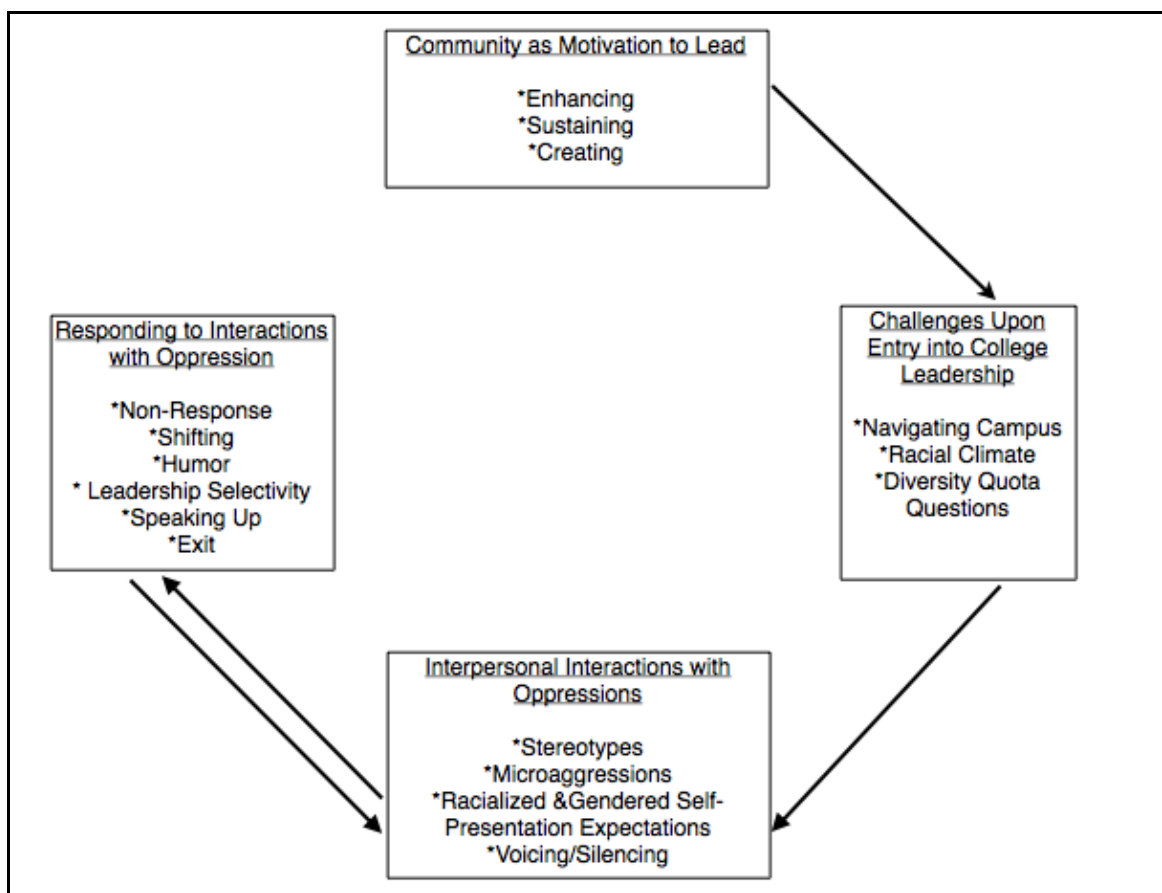 Community as Motivation to Lead
*Enhancing
*Sustaining
*Creating
Challenges Upon
Entry into College
Leadership
*Navigating Campus
*Racial Climate
*Diversity Quota
Questions
Interpersonal Interactions with
Oppressions
*Stereotypes
*Microaggressions
*Racialized &Gendered Self-
Presentation Expectations
*Voicing/Silencing
Responding to Interactions
with Oppression
*Non-Response
*Shifting
*Humor
* Leadership Selectivity
*Speaking Up
*Exit